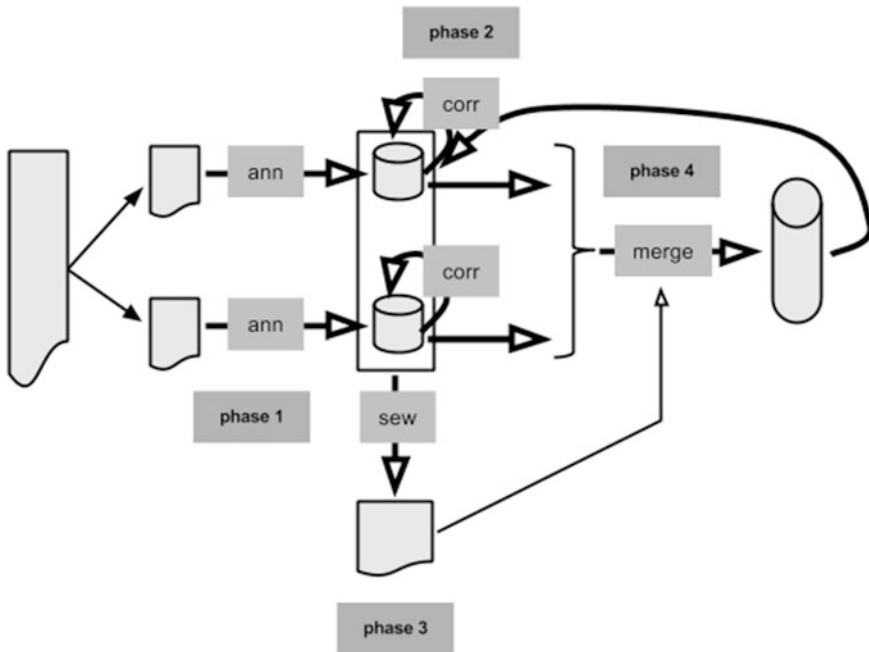 phase 2
corr
ann
phase 4
corr
merge
ann
phase 1
sew
phase 3